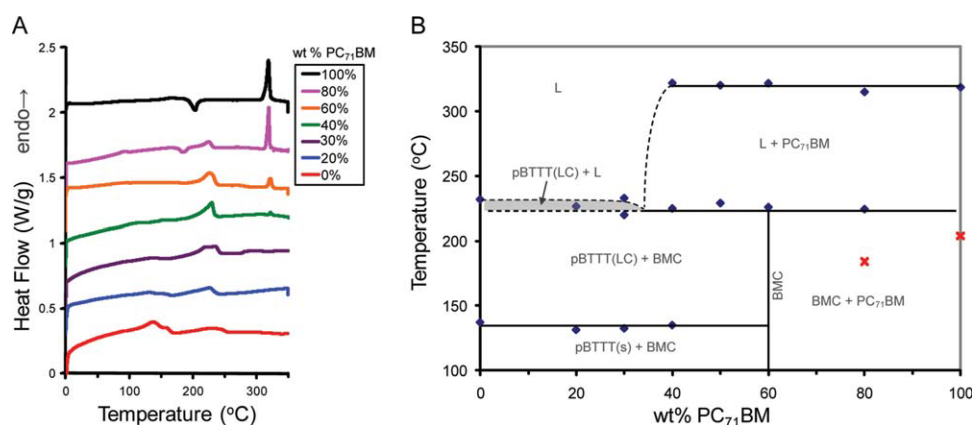 A
wt % PC₇₁BM
100%
80%
60%
40%
30%
20%
0%
endo→
Heat Flow (W/g)
2.5
2
1.5
1
0.5
0
0 100 200 300
Temperature (°C)
B
Temperature (°C)
350
300
250
200
150
100
L
L + PC₇₁BM
pBTTT(LC) + L
pBTTT(LC) + BMC
BMC
BMC + PC₇₁BM
pBTTT(s) + BMC
0 20 40 60 80 100
wt% PC₇₁BM